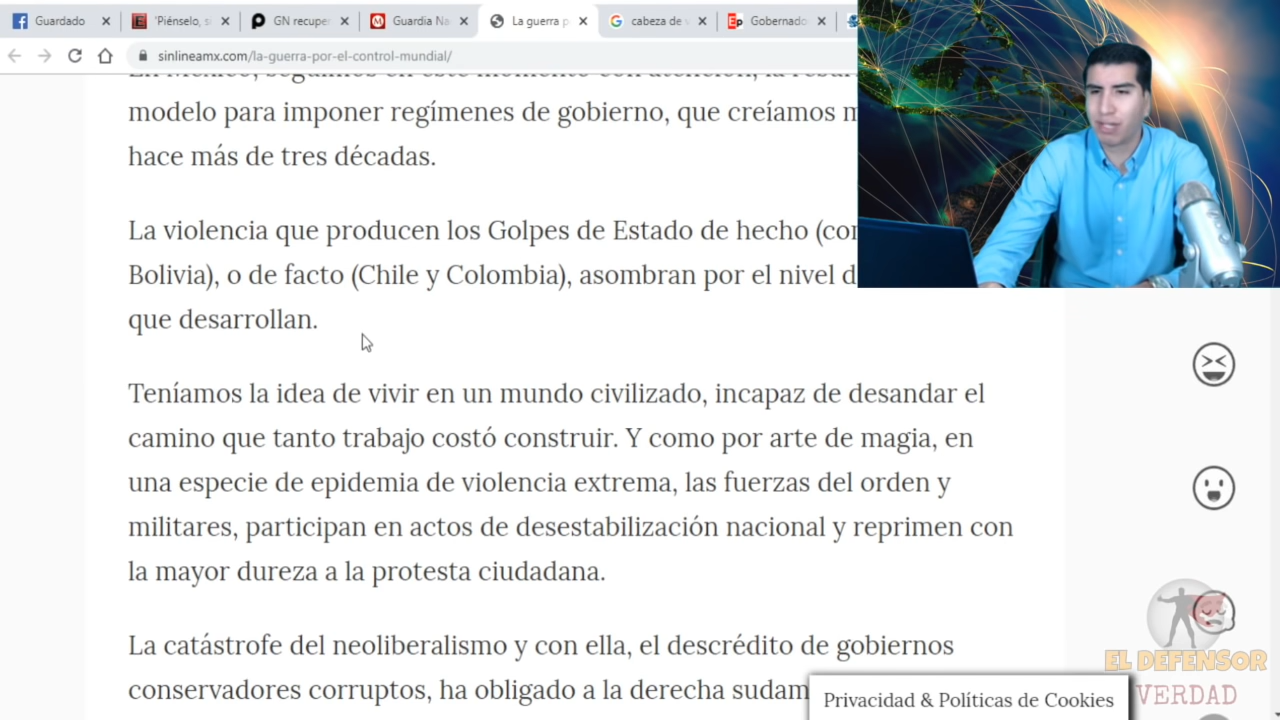 Guardado
'Piénselo, s
GN recupe
Guardia Na
La guerra p
cabeza de
Gobernado
sinlineamx.com/la-guerra-por-el-control-mundial/
modelo para imponer regímenes de gobierno, que creíamos m
hace más de tres décadas.
La violencia que producen los Golpes de Estado de hecho (con
Bolivia), o de facto (Chile y Colombia), asombran por el nivel d
que desarrollan.
Teníamos la idea de vivir en un mundo civilizado, incapaz de desandar el
camino que tanto trabajo costó construir. Y como por arte de magia, en
una especie de epidemia de violencia extrema, las fuerzas del orden y
militares, participan en actos de desestabilización nacional y reprimen con
la mayor dureza a la protesta ciudadana.
La catástrofe del neoliberalismo y con ella, el descrédito de gobiernos
conservadores corruptos, ha obligado a la derecha sudam
Privacidad & Políticas de Cookies
EL DEFENSOR
VERDAD